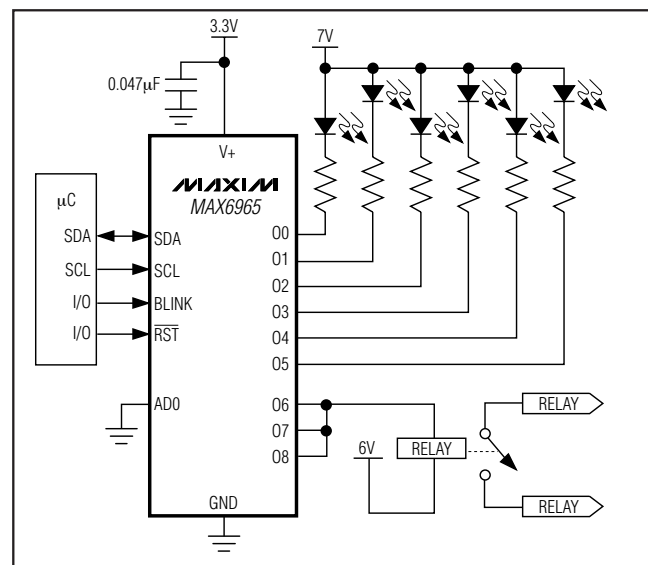 3.3V
7V
0.047μF
V+
MAXIM
MAX6965
μC
SDA
SCL
I/O
I/O
SDA
SCL
BLINK
RST
AD0
GND
O0
O1
O2
O3
O4
O5
O6
O7
O8
6V
RELAY
RELAY
RELAY